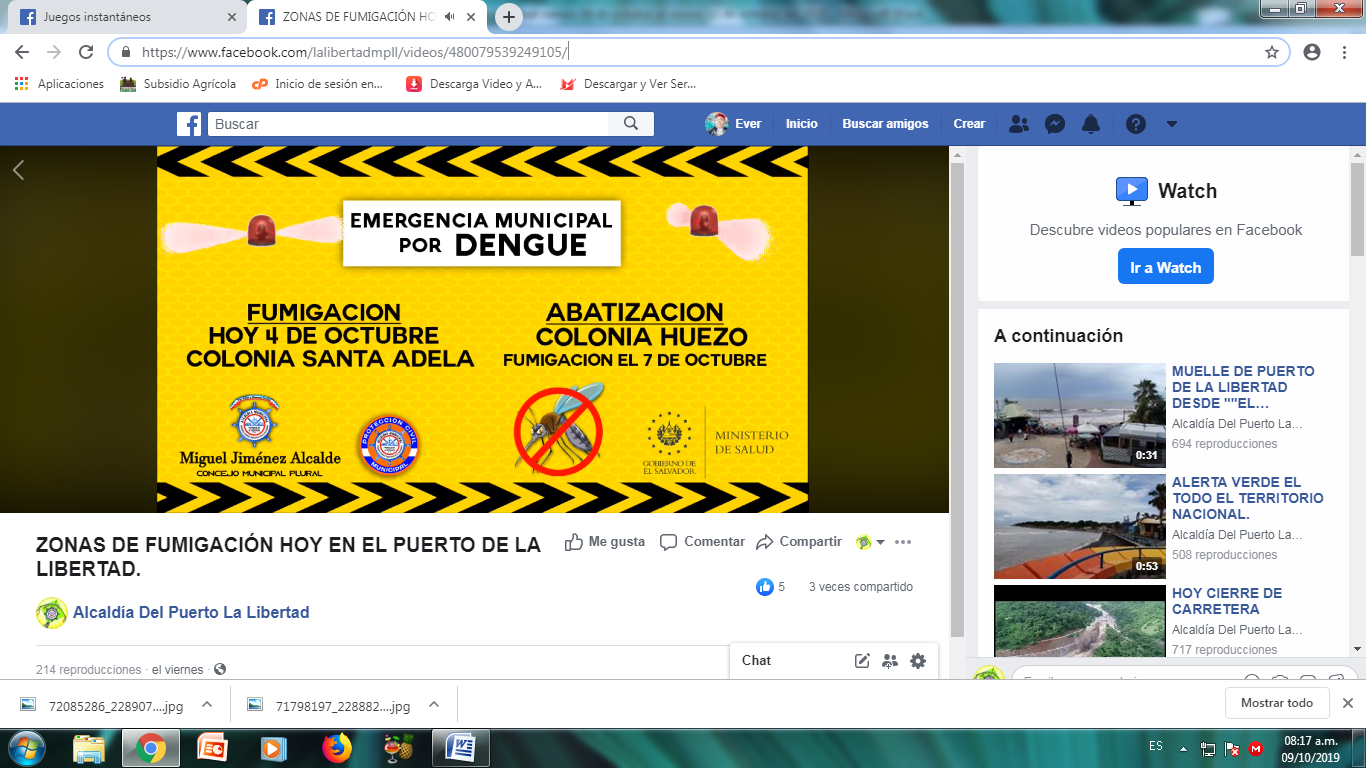 Juegos instantáneos
ZONAS DE FUMIGACIÓN HO
https://www.facebook.com/lalibertadmpll/videos/480079539249105/
Aplicaciones
Subsidio Agrícola
Inicio de sesión en...
Descarga Video y A...
Descargar y Ver Ser...
Buscar
Ever
Inicio
Buscar amigos
Crear
EMERGENCIA MUNICIPAL
POR DENGUE
FUMIGACION
HOY 4 DE OCTUBRE
COLONIA SANTA ADELA
ABATIZACION
COLONIA HUEZO
FUMIGACION EL 7 DE OCTUBRE
Miguel Jiménez Alcalde
CONCEJO MUNICIPAL PLURAL
PROTECCION CIVIL
MUNICIPAL
GOBIERNO DE
EL SALVADOR
MINISTERIO
DE SALUD
Watch
Descubre videos populares en Facebook
Ir a Watch
A continuación
MUELLE DE PUERTO
DE LA LIBERTAD
DESDE ""EL...
Alcaldía Del Puerto La...
694 reproducciones
0:31
ALERTA VERDE EL
TODO EL TERRITORIO
NACIONAL.
Alcaldía Del Puerto La...
508 reproducciones
0:53
HOY CIERRE DE
CARRETERA
Alcaldía Del Puerto La...
717 reproducciones
ZONAS DE FUMIGACIÓN HOY EN EL PUERTO DE LA
LIBERTAD.
Me gusta
Comentar
Compartir
5
3 veces compartido
Alcaldía Del Puerto La Libertad
214 reproducciones · el viernes ·
Chat
72085286_228907....jpg
71798197_228882....jpg
Mostrar todo
ES
08:17 a.m.
09/10/2019